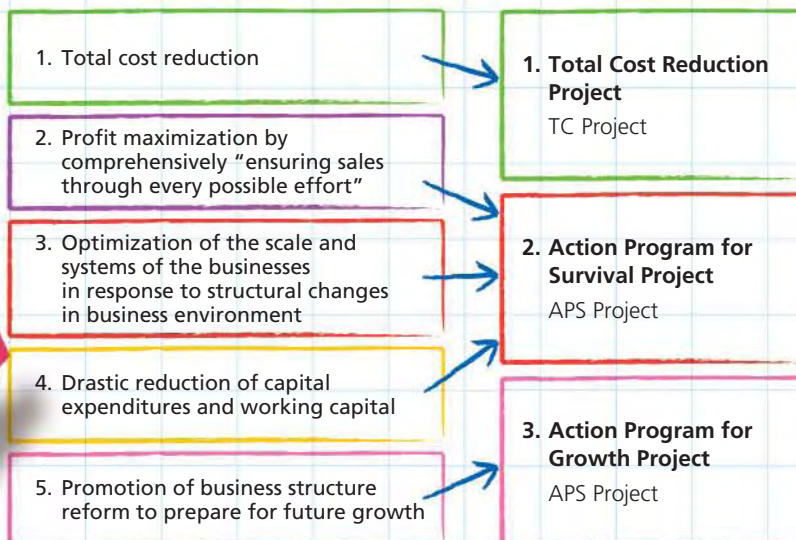 1. Total cost reduction
2. Profit maximization by
comprehensively “ensuring sales
through every possible effort”
3. Optimization of the scale and
systems of the businesses
in response to structural changes
in business environment
4. Drastic reduction of capital
expenditures and working capital
5. Promotion of business structure
reform to prepare for future growth
1. Total Cost Reduction
Project
TC Project
2. Action Program for
Survival Project
APS Project
3. Action Program for
Growth Project
APS Project